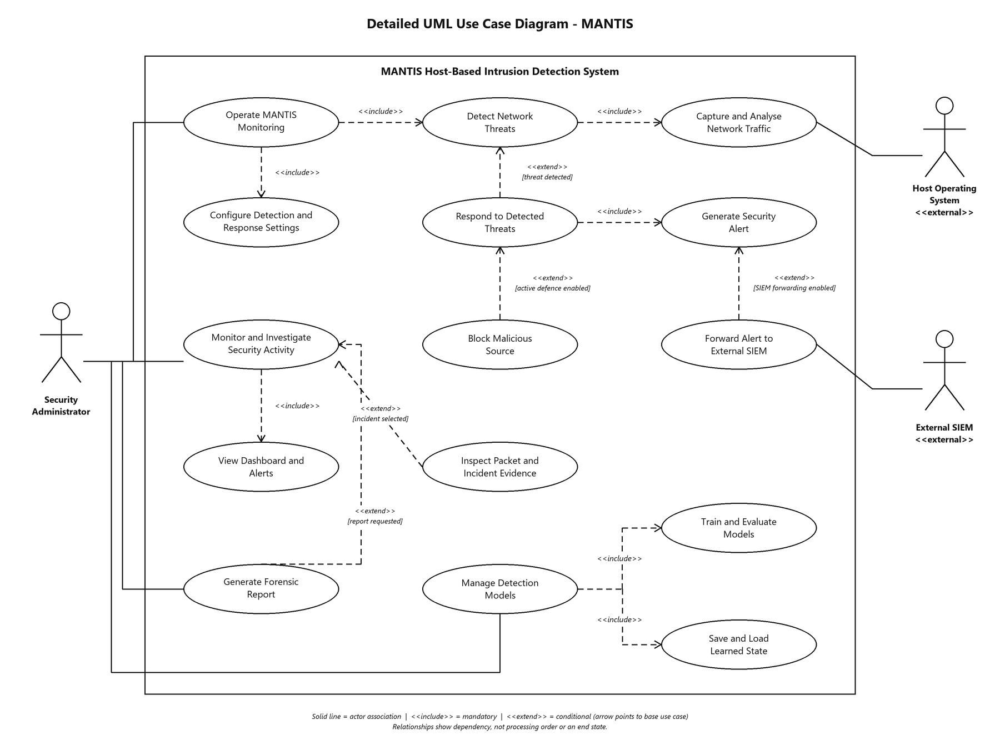 Detailed UML Use Case Diagram - MANTIS
MANTIS Host-Based Intrusion Detection System
Operate MANTIS
Monitoring
<<include>>
Detect Network
Threats
<<include>>
Capture and Analyse
Network Traffic
<<include>>
<<extend>>
[threat detected]
Host Operating
System
<<external>>
Configure Detection and
Response Settings
Respond to Detected
Threats
<<include>>
Generate Security
Alert
<<extend>>
[active defence enabled]
<<extend>>
[SIEM forwarding enabled]
Security
Administrator
Monitor and Investigate
Security Activity
Block Malicious
Source
Forward Alert to
External SIEM
External SIEM
<<external>>
<<include>>
<<extend>>
[incident selected]
View Dashboard and
Alerts
Inspect Packet and
Incident Evidence
<<extend>>
[report requested]
Train and Evaluate
Models
<<include>>
Generate Forensic
Report
Manage Detection
Models
<<include>>
Save and Load
Learned State
Solid line = actor association | <<include>> = mandatory | <<extend>> = conditional (arrow points to base use case)
Relationships show dependency, not processing order or an end state.